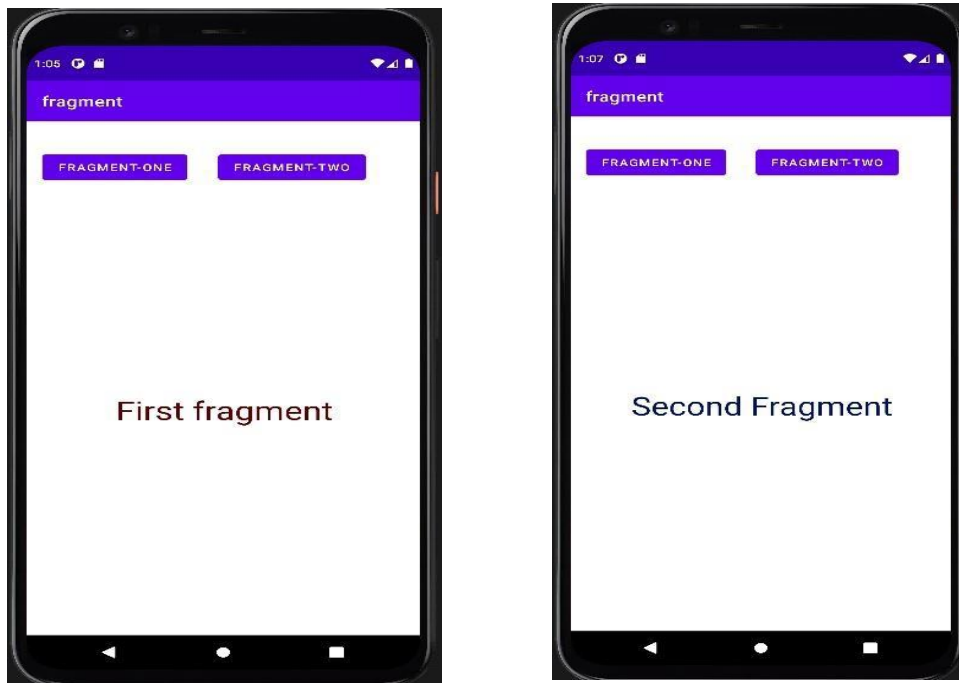 1:05
fragment
FRAGMENT-ONE FRAGMENT-TWO
First fragment
1:07
fragment
FRAGMENT-ONE FRAGMENT-TWO
Second Fragment